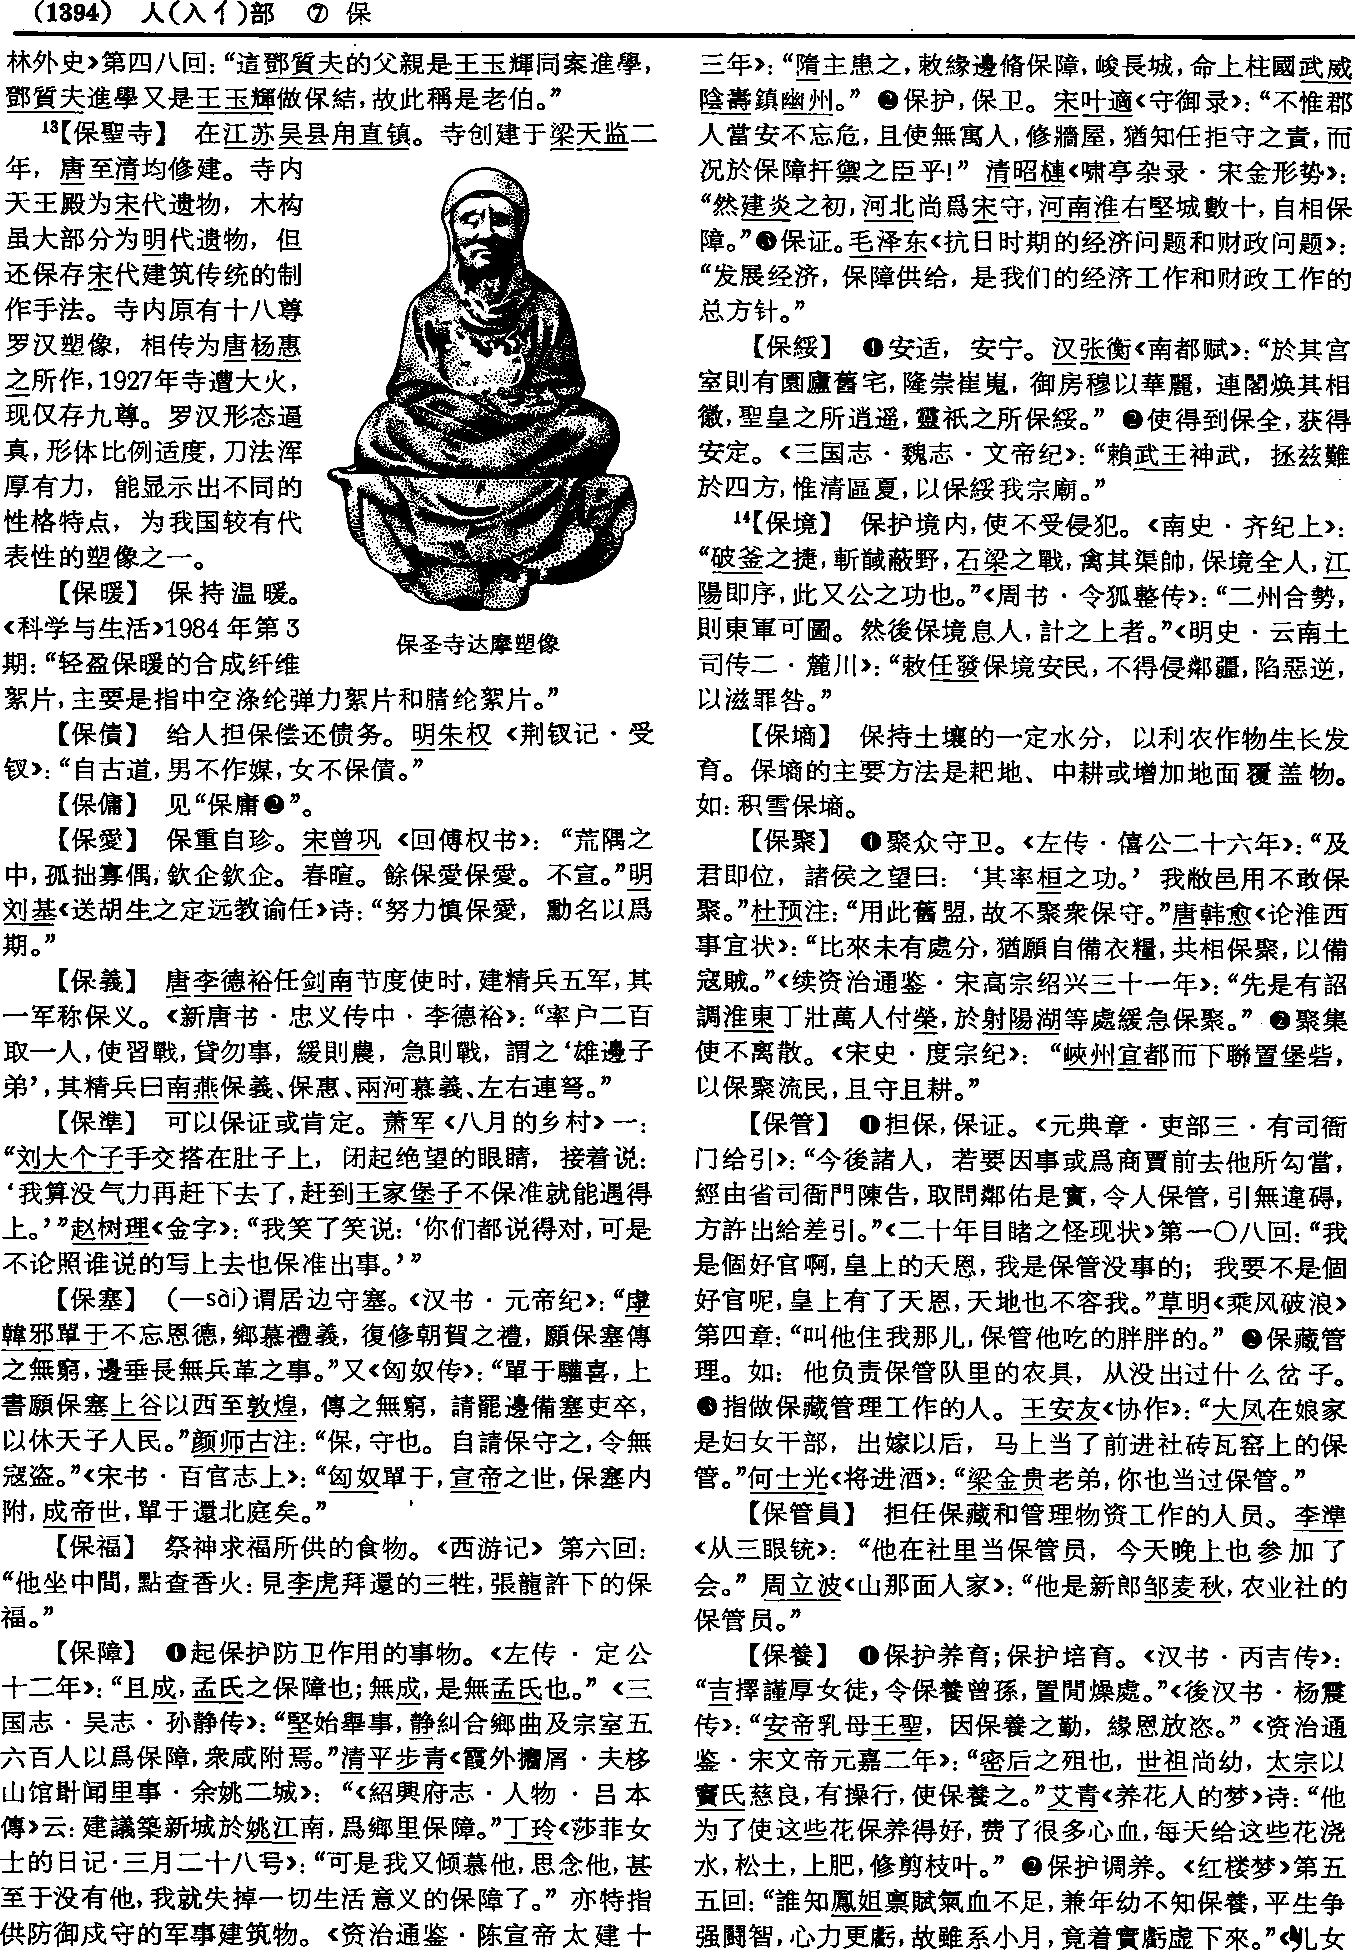 (1394) 人(入亻)部 ⑦ 保
林外史》第四八回：“這鄧質夫的父親是王玉輝同案進學，
鄧質夫進學又是王玉輝做保結，故此稱是老伯。”
¹³【保聖寺】 在江苏吴县甪直镇。寺创建于梁天监二
年，唐至清均修建。寺内
天王殿为宋代遗物，木构
虽大部分为明代遗物，但
还保存宋代建筑传统的制
作手法。寺内原有十八尊
罗汉塑像，相传为唐杨惠
之所作，1927年寺遭大火，
现仅存九尊。罗汉形态逼
真，形体比例适度，刀法浑
厚有力，能显示出不同的
性格特点，为我国较有代
表性的塑像之一。
保圣寺达摩塑像
【保暖】 保持温暖。
《科学与生活》1984年第3
期：“轻盈保暖的合成纤维
絮片，主要是指中空涤纶弹力絮片和腈纶絮片。”
【保債】 给人担保偿还债务。明朱权《荆钗记·受
钗》：“自古道，男不作媒，女不保債。”
【保傭】 见“保庸❷”。
【保愛】 保重自珍。宋曾巩《回傅权书》：“荒隅之
中，孤拙寡偶，欽企欽企。春暄。餘保愛保愛。不宣。”明
刘基《送胡生之定远教谕任》诗：“努力慎保愛，勳名以爲
期。”
【保義】 唐李德裕任剑南节度使时，建精兵五军，其
一军称保义。《新唐书·忠义传中·李德裕》：“率户二百
取一人，使習戰，貸勿事，緩則農，急則戰，謂之‘雄邊子
弟’，其精兵曰南燕保義、保惠、兩河慕義、左右連弩。”
【保準】 可以保证或肯定。萧军《八月的乡村》一：
“刘大个子手交搭在肚子上，闭起绝望的眼睛，接着说：
‘我算没气力再赶下去了，赶到王家堡子不保准就能遇得
上。’”赵树理《金字》：“我笑了笑说：‘你们都说得对，可是
不论照谁说的写上去也保准出事。’”
【保塞】 (—sài)谓居边守塞。《汉书·元帝纪》：“虖
韓邪單于不忘恩德，鄉慕禮義，復修朝賀之禮，願保塞傳
之無窮，邊垂長無兵革之事。”又《匈奴传》：“單于驩喜，上
書願保塞上谷以西至敦煌，傳之無窮，請罷邊備塞吏卒，
以休天子人民。”颜师古注：“保，守也。自請保守之，令無
寇盗。”《宋书·百官志上》：“匈奴單于，宣帝之世，保塞内
附，成帝世，單于還北庭矣。”
【保福】 祭神求福所供的食物。《西游记》第六回：
“他坐中間，點查香火：見李虎拜還的三牲，張龍許下的保
福。”
【保障】 ❶起保护防卫作用的事物。《左传·定公
十二年》：“且成，孟氏之保障也；無成，是無孟氏也。”《三
国志·吴志·孙静传》：“堅始舉事，静糾合鄉曲及宗室五
六百人以爲保障，衆咸附焉。”清平步青《霞外攟屑·夫栘
山馆䛁闻里事·余姚二城》：“《紹興府志·人物·吕本
傳》云：建議築新城於姚江南，爲鄉里保障。”丁玲《莎菲女
士的日记·三月二十八号》：“可是我又倾慕他，思念他，甚
至于没有他，我就失掉一切生活意义的保障了。”亦特指
供防御戍守的军事建筑物。《资治通鉴·陈宣帝太建十
三年》：“隋主患之，敕緣邊脩保障，峻長城，命上柱國武威
陰壽鎮幽州。”❷保护，保卫。宋叶適《守御录》：“不惟郡
人當安不忘危，且使無寓人，修牆屋，猶知任拒守之責，而
况於保障扞禦之臣乎！”清昭槤《啸亭杂录·宋金形势》：
“然建炎之初，河北尚爲宋守，河南淮右堅城數十，自相保
障。”❸保证。毛泽东《抗日时期的经济问题和财政问题》：
“发展经济，保障供给，是我们的经济工作和财政工作的
总方针。”
【保綏】 ❶安适，安宁。汉张衡《南都赋》：“於其宫
室則有園廬舊宅，隆崇崔嵬，御房穆以華麗，連閣焕其相
徽，聖皇之所逍遥，靈祇之所保綏。”❷使得到保全，获得
安定。《三国志·魏志·文帝纪》：“賴武王神武，拯兹難
於四方，惟清區夏，以保綏我宗廟。”
¹⁴【保境】 保护境内，使不受侵犯。《南史·齐纪上》：
“破釜之捷，斬馘蔽野，石梁之戰，禽其渠帥，保境全人，江
陽即序，此又公之功也。”《周书·令狐整传》：“二州合勢，
則東軍可圖。然後保境息人，計之上者。”《明史·云南土
司传二·麓川》：“敕任發保境安民，不得侵鄰疆，陷惡逆，
以滋罪咎。”
【保墒】 保持土壤的一定水分，以利农作物生长发
育。保墒的主要方法是耙地、中耕或增加地面覆盖物。
如：积雪保墒。
【保聚】 ❶聚众守卫。《左传·僖公二十六年》：“及
君即位，諸侯之望曰：‘其率桓之功。’我敝邑用不敢保
聚。”杜预注：“用此舊盟，故不聚衆保守。”唐韩愈《论淮西
事宜状》：“比來未有處分，猶願自備衣糧，共相保聚，以備
寇賊。”《续资治通鉴·宋高宗绍兴三十一年》：“先是有詔
調淮東丁壯萬人付榮，於射陽湖等處緩急保聚。”❷聚集
使不离散。《宋史·度宗纪》：“峽州宜都而下聯置堡砦，
以保聚流民，且守且耕。”
【保管】 ❶担保，保证。《元典章·吏部三·有司衙
门给引》：“今後諸人，若要因事或爲商賈前去他所勾當，
經由省司衙門陳告，取問鄰佑是實，令人保管，引無違碍，
方許出給差引。”《二十年目睹之怪现状》第一〇八回：“我
是個好官啊，皇上的天恩，我是保管没事的；我要不是個
好官呢，皇上有了天恩，天地也不容我。”草明《乘风破浪》
第四章：“叫他住我那儿，保管他吃的胖胖的。”❷保藏管
理。如：他负责保管队里的农具，从没出过什么岔子。
❸指做保藏管理工作的人。王安友《协作》：“大凤在娘家
是妇女干部，出嫁以后，马上当了前进社砖瓦窑上的保
管。”何士光《将进酒》：“梁金贵老弟，你也当过保管。”
【保管員】 担任保藏和管理物资工作的人员。李準
《从三眼铳》：“他在社里当保管员，今天晚上也参加了
会。”周立波《山那面人家》：“他是新郎邹麦秋，农业社的
保管员。”
【保養】 ❶保护养育；保护培育。《汉书·丙吉传》：
“吉擇謹厚女徒，令保養曾孫，置閒燥處。”《後汉书·杨震
传》：“安帝乳母王聖，因保養之勤，緣恩放恣。”《资治通
鉴·宋文帝元嘉二年》：“密后之殂也，世祖尚幼，太宗以
竇氏慈良，有操行，使保養之。”艾青《养花人的梦》诗：“他
为了使这些花保养得好，费了很多心血，每天给这些花浇
水，松土，上肥，修剪枝叶。”❷保护调养。《红楼梦》第五
五回：“誰知鳳姐禀賦氣血不足，兼年幼不知保養，平生争
强鬭智，心力更虧，故雖系小月，竟着實虧虚下來。”《儿女